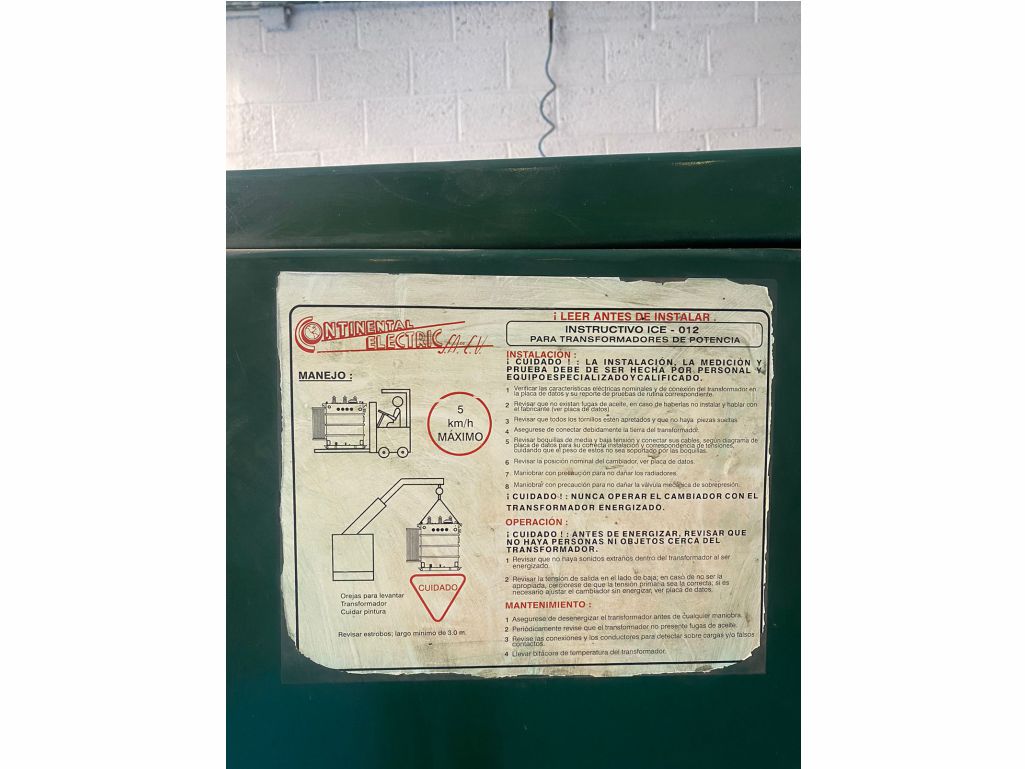 CONTINENTAL
ELECTRIC S.A. C.V.
MANEJO :
5
km/h
MÁXIMO
CUIDADO
Orejas para levantar
Transformador
Cuidar pintura
Revisar estrobos; largo mínimo de 3.0 m.
¡ LEER ANTES DE INSTALAR .
INSTRUCTIVO ICE - 012
PARA TRANSFORMADORES DE POTENCIA
INSTALACIÓN :
¡ CUIDADO ! : LA INSTALACIÓN, LA MEDICIÓN Y
PRUEBA DEBE DE SER HECHA POR PERSONAL Y
EQUIPO ESPECIALIZADO Y CALIFICADO.
1 Verificar las características eléctricas nominales y de conexión del transformador en
la placa de datos y su reporte de pruebas de rutina correspondiente.
2 Revisar que no existan fugas de aceite, en caso de haberlas no instalar y hablar con
el fabricante (ver placa de datos)
3 Revisar que todos los tornillos estén apretados y que no haya piezas sueltas
4 Asegurese de conectar debidamente la tierra del transformador.
5 Revisar boquillas de media y baja tensión y conectar sus cables, según diagrama de
placa de datos para su correcta instalación y correspondencia de tensiones,
cuidando que el peso de estos no sea soportado por las boquillas.
6 Revisar la posición nominal del cambiador, ver placa de datos.
7 Maniobrar con precaución para no dañar los radiadores
8 Maniobrar con precaución para no dañar la válvula mecánica de sobrepresión.
¡ CUIDADO ! : NUNCA OPERAR EL CAMBIADOR CON EL
TRANSFORMADOR ENERGIZADO.
OPERACIÓN :
¡ CUIDADO ! : ANTES DE ENERGIZAR, REVISAR QUE
NO HAYA PERSONAS NI OBJETOS CERCA DEL
TRANSFORMADOR.
1 Revisar que no haya sonidos extraños dentro del transformador al ser
energizado.
2 Revisar la tensión de salida en el lado de baja; en caso de no ser la
apropiada, cerciorese de que la tensión primaria sea la correcta, si es
necesario ajustar el cambiador sin energizar, ver placa de datos.
MANTENIMIENTO :
1 Asegurese de desenergizar el transformador antes de cualquier maniobra.
2 Periódicamente revise que el transformador no presente fugas de aceite.
3 Revise las conexiones y los conductores para detectar sobre cargas y/o falsos
contactos.
4 Llevar bitácora de temperatura del transformador.